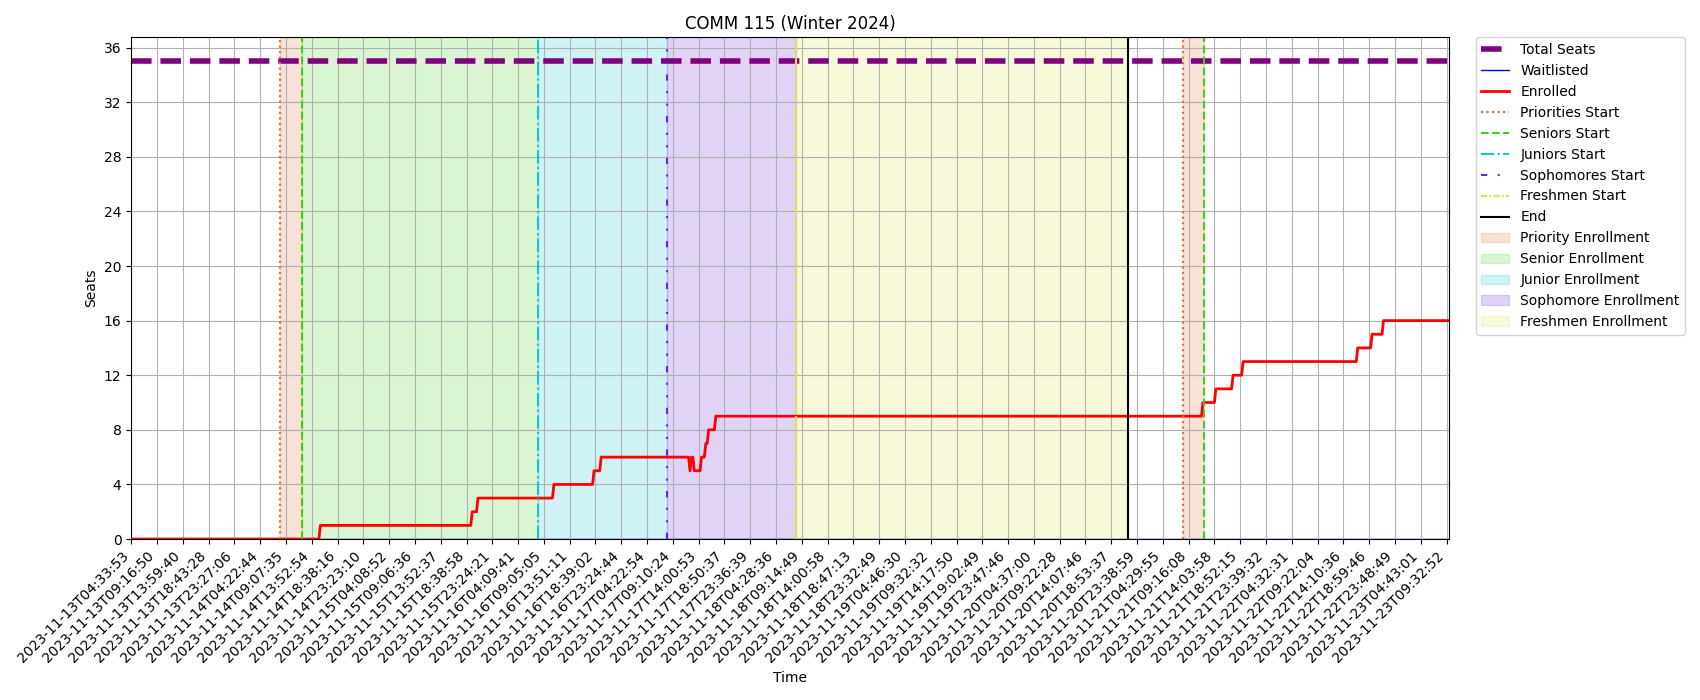 COMM 115 (Winter 2024)
Seats
36
32
28
24
20
16
12
8
4
0
2023-11-13T04:33:53
2023-11-13T09:16:50
2023-11-13T13:59:40
2023-11-13T18:43:28
2023-11-13T23:27:06
2023-11-14T04:22:44
2023-11-14T09:07:35
2023-11-14T13:52:54
2023-11-14T18:38:16
2023-11-14T23:23:10
2023-11-15T04:08:52
2023-11-15T09:06:36
2023-11-15T13:52:37
2023-11-15T18:38:58
2023-11-15T23:24:21
2023-11-16T04:09:41
2023-11-16T09:05:05
2023-11-16T13:51:11
2023-11-16T18:39:02
2023-11-16T23:24:44
2023-11-17T04:22:54
2023-11-17T09:10:24
2023-11-17T14:00:53
2023-11-17T18:50:37
2023-11-17T23:36:39
2023-11-18T04:28:36
2023-11-18T09:14:49
2023-11-18T14:00:58
2023-11-18T18:47:13
2023-11-18T23:32:49
2023-11-19T04:46:30
2023-11-19T09:32:32
2023-11-19T14:17:50
2023-11-19T19:02:49
2023-11-19T23:47:46
2023-11-20T04:37:00
2023-11-20T09:22:28
2023-11-20T14:07:46
2023-11-20T18:53:37
2023-11-20T23:38:59
2023-11-21T04:29:55
2023-11-21T09:16:08
2023-11-21T14:03:58
2023-11-21T18:52:15
2023-11-21T23:39:32
2023-11-22T04:32:31
2023-11-22T09:22:04
2023-11-22T14:10:36
2023-11-22T18:59:46
2023-11-22T23:48:49
2023-11-23T04:43:01
2023-11-23T09:32:52
Time
Total Seats
Waitlisted
Enrolled
Priorities Start
Seniors Start
Juniors Start
Sophomores Start
Freshmen Start
End
Priority Enrollment
Senior Enrollment
Junior Enrollment
Sophomore Enrollment
Freshmen Enrollment